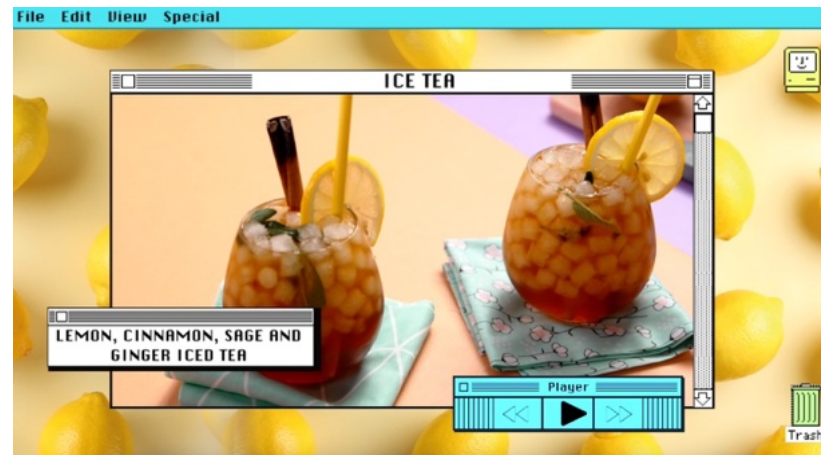 File Edit View Special
ICE TEA
LEMON, CINNAMON, SAGE AND
GINGER ICED TEA
Player
Trash